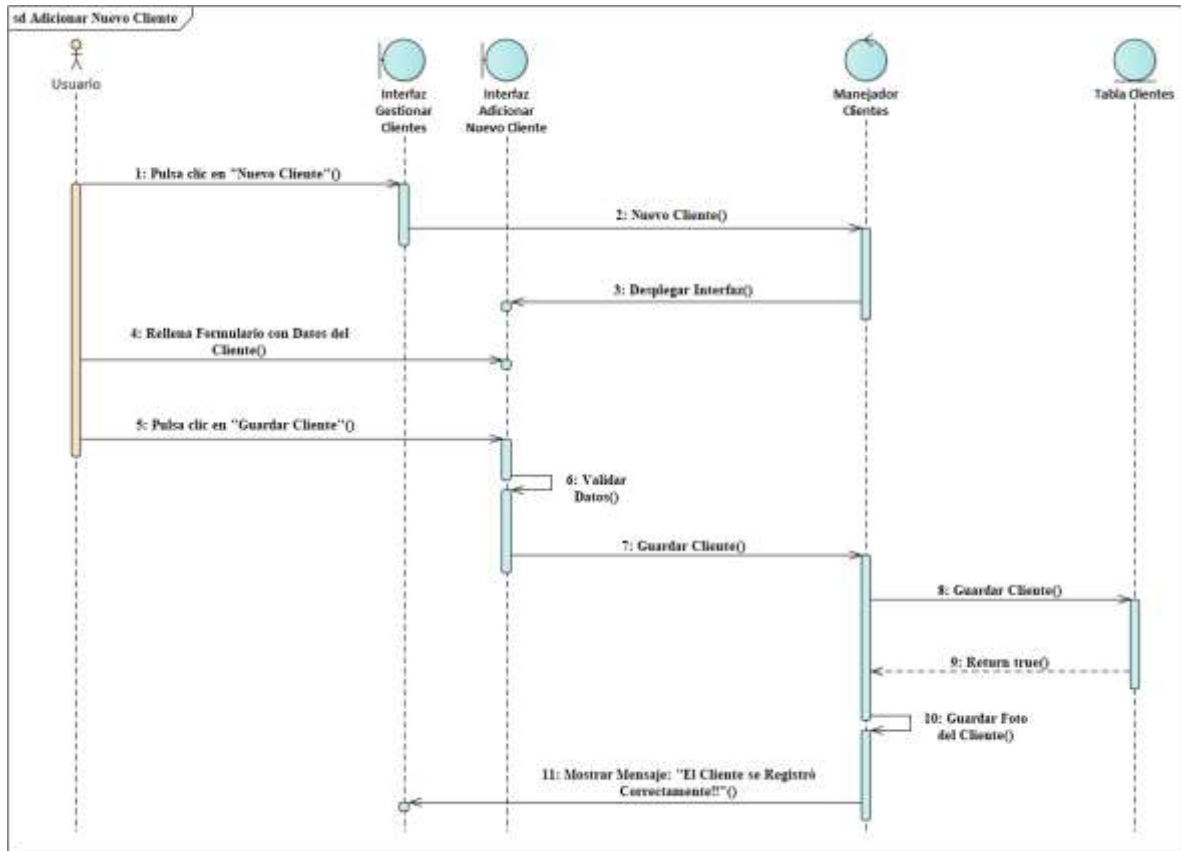 sd Adicionar Nuevo Cliente
Usuario
Interfaz
Gestionar
Clientes
Interfaz
Adicionar
Nuevo Cliente
Manejador
Clientes
Tabla Clientes
1: Pulsa clic en "Nuevo Cliente"()
2: Nuevo Cliente()
3: Desplegar Interfaz()
4: Rellena Formulario con Datos del
Cliente()
5: Pulsa clic en "Guardar Cliente"()
6: Validar
Datos()
7: Guardar Cliente()
8: Guardar Cliente()
9: Return true()
10: Guardar Foto
del Cliente()
11: Mostrar Mensaje: "El Cliente se Registró
Correctamente!!"()